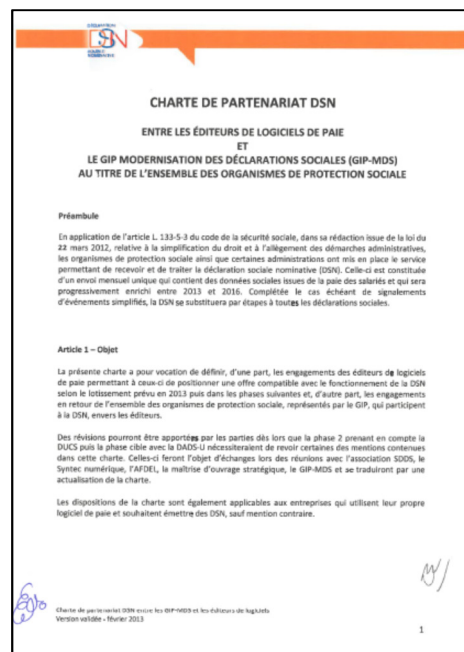 DÉCLARATION
DSN
SOCIALE
NOMINATIVE
CHARTE DE PARTENARIAT DSN
ENTRE LES ÉDITEURS DE LOGICIELS DE PAIE
ET
LE GIP MODERNISATION DES DÉCLARATIONS SOCIALES (GIP-MDS)
AU TITRE DE L'ENSEMBLE DES ORGANISMES DE PROTECTION SOCIALE
Préambule
En application de l'article L. 133-5-3 du code de la sécurité sociale, dans sa rédaction issue de la loi du
22 mars 2012, relative à la simplification du droit et à l'allègement des démarches administratives,
les organismes de protection sociale ainsi que certaines administrations ont mis en place le service
permettant de recevoir et de traiter la déclaration sociale nominative (DSN). Celle-ci est constituée
d'un envoi mensuel unique qui contient des données sociales issues de la paie des salariés et qui sera
progressivement enrichi entre 2013 et 2016. Complétée le cas échéant de signalements
d'événements simplifiés, la DSN se substituera par étapes à toutes les déclarations sociales.
Article 1 – Objet
La présente charte a pour vocation de définir, d'une part, les engagements des éditeurs de logiciels
de paie permettant à ceux-ci de positionner une offre compatible avec le fonctionnement de la DSN
selon le lotissement prévu en 2013 puis dans les phases suivantes et, d'autre part, les engagements
en retour de l'ensemble des organismes de protection sociale, représentés par le GIP, qui participent
à la DSN, envers les éditeurs.
Des révisions pourront être apportées par les parties dès lors que la phase 2 prenant en compte la
DUCS puis la phase cible avec la DADS-U nécessiteraient de revoir certaines des mentions contenues
dans cette charte. Celles-ci feront l'objet d'échanges lors des réunions avec l'association SDDS, le
Syntec numérique, l'AFDEL, la maîtrise d'ouvrage stratégique, le GIP-MDS et se traduiront par une
actualisation de la charte.
Les dispositions de la charte sont également applicables aux entreprises qui utilisent leur propre
logiciel de paie et souhaitent émettre des DSN, sauf mention contraire.
Charte de partenariat DSN entre les GIP-MDS et les éditeurs de logiciels
Version validée - février 2013
1